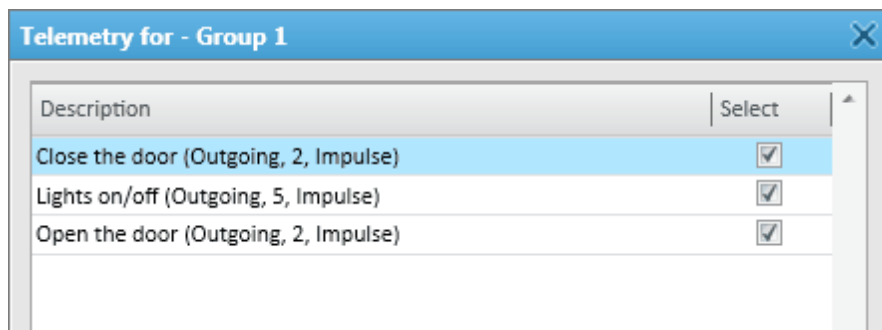 Telemetry for - Group 1
Description Select
Close the door (Outgoing, 2, Impulse)
Lights on/off (Outgoing, 5, Impulse)
Open the door (Outgoing, 2, Impulse)